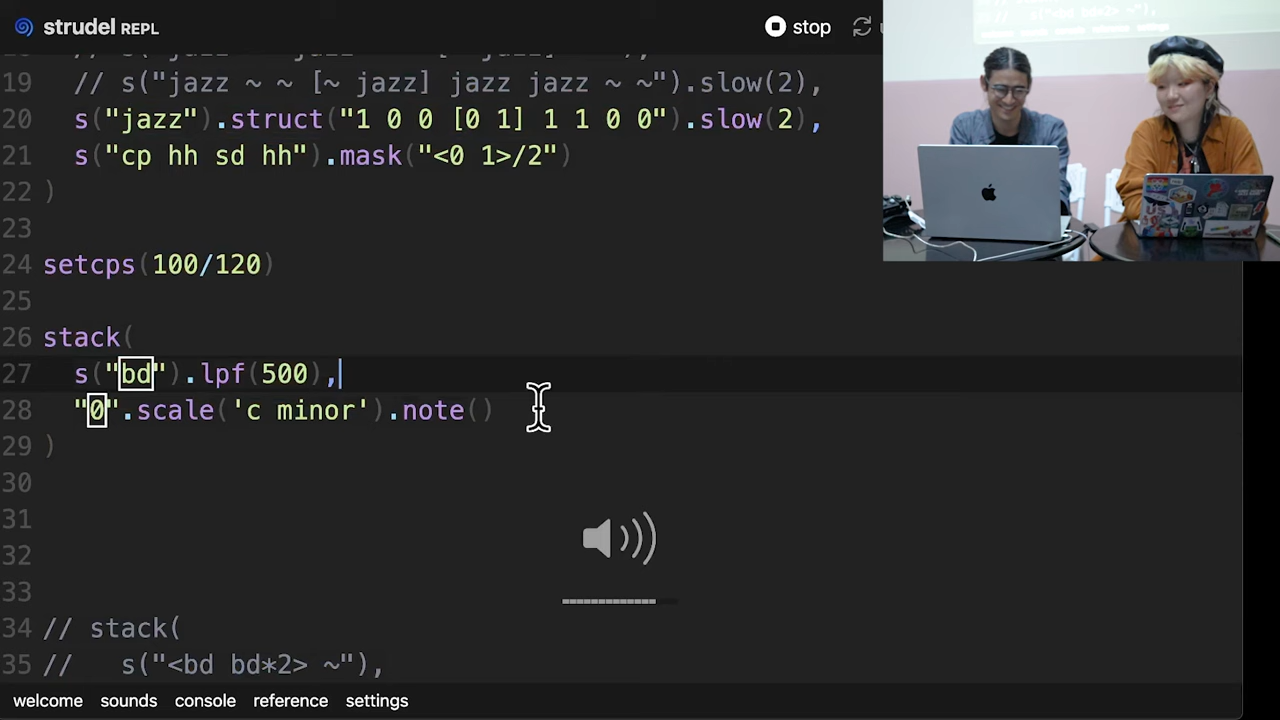 strudel REPL
stop
19 // s("jazz ~ ~ [~ jazz] jazz jazz ~ ~").slow(2),
20 s("jazz").struct("1 0 0 [0 1] 1 1 0 0").slow(2),
21 s("cp hh sd hh").mask("<0 1>/2")
22 )
23
24 setcps(100/120)
25
26 stack(
27 s("bd").lpf(500),
28 "0".scale('c minor').note()
29 )
30
31
32
33
34 // stack(
35 // s("<bd bd*2> ~"),
welcome sounds console reference settings